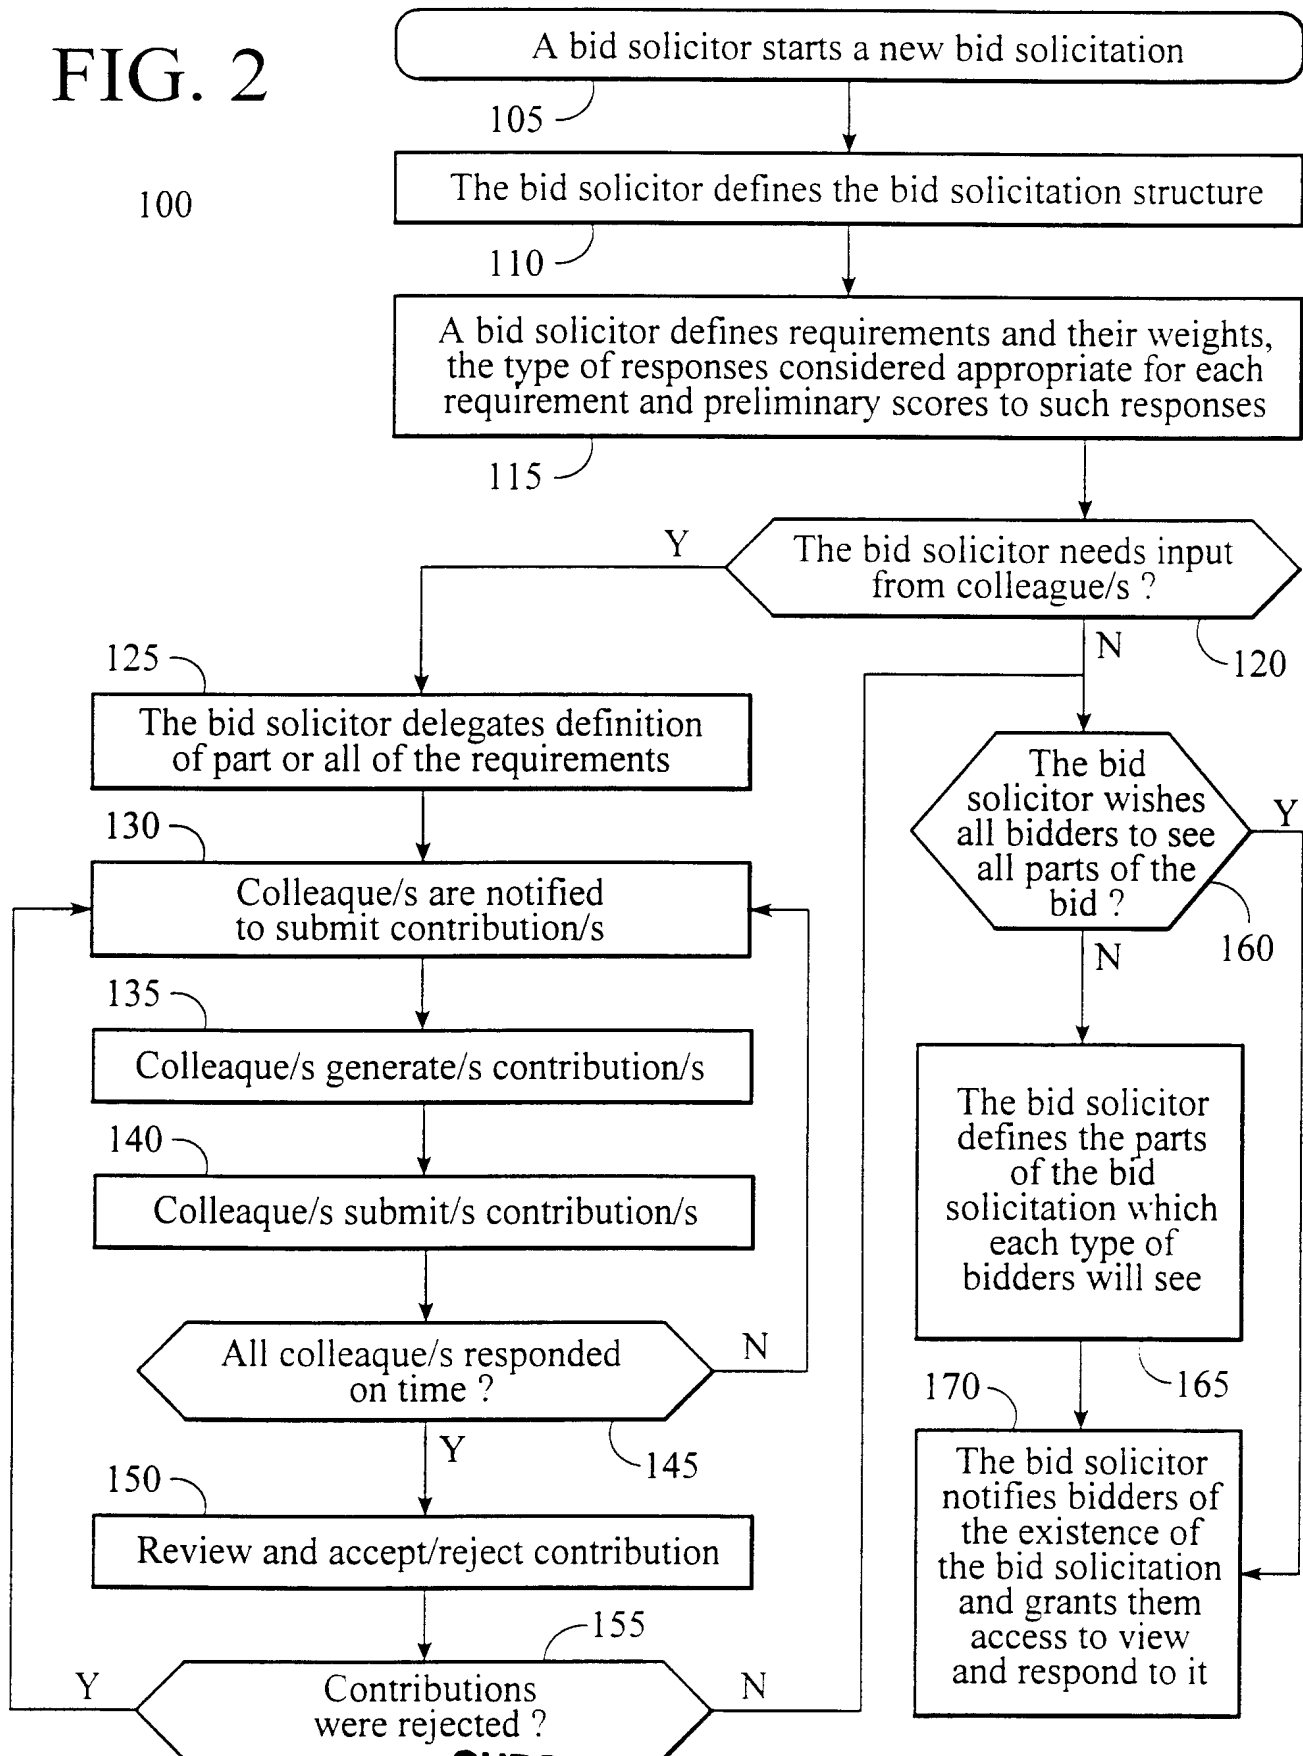 FIG. 2
100
A bid solicitor starts a new bid solicitation
105
The bid solicitor defines the bid solicitation structure
110
A bid solicitor defines requirements and their weights,
the type of responses considered appropriate for each
requirement and preliminary scores to such responses
115
The bid solicitor needs input
from colleague/s ?
Y
N
120
125
The bid solicitor delegates definition
of part or all of the requirements
130
Colleaque/s are notified
to submit contribution/s
135
Colleaque/s generate/s contribution/s
140
Colleaque/s submit/s contribution/s
All colleaque/s responded
on time ?
N
Y
145
150
Review and accept/reject contribution
155
Contributions
were rejected ?
Y
N
The bid
solicitor wishes
all bidders to see
all parts of the
bid ?
Y
160
N
The bid solicitor
defines the parts
of the bid
solicitation which
each type of
bidders will see
165
170
The bid solicitor
notifies bidders of
the existence of
the bid solicitation
and grants them
access to view
and respond to it